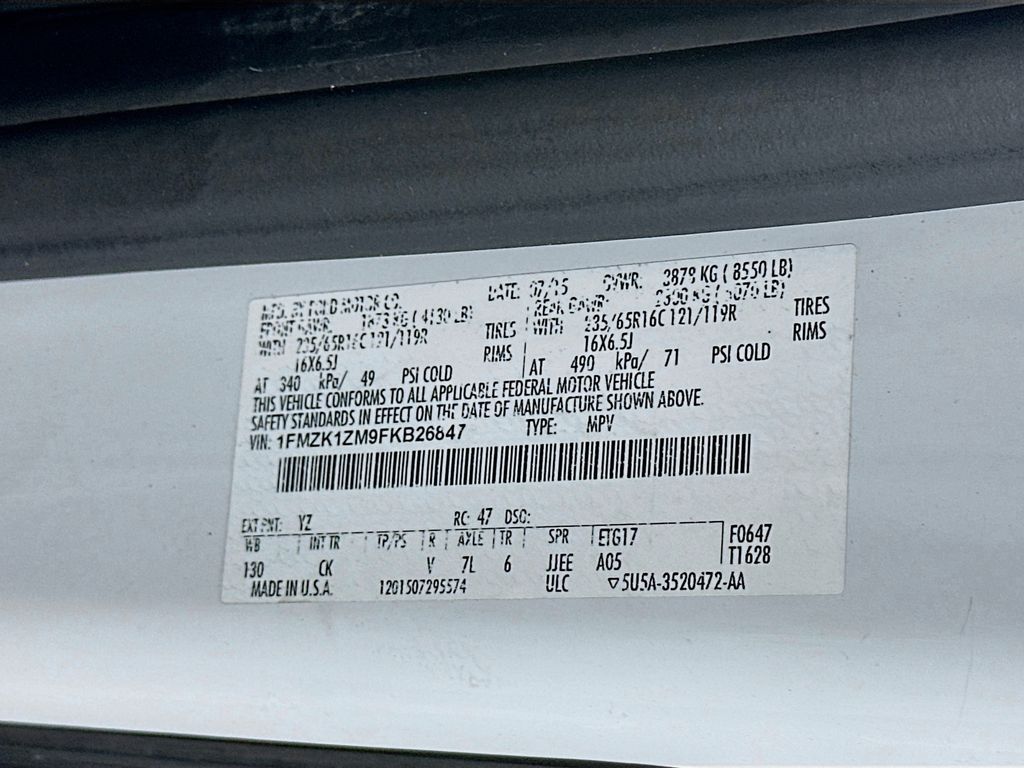 MFD. BY FORD MOTOR CO. DATE: 07/15 GVWR: 3878 KG ( 8550 LB)
FRONT GAWR: 1873 KG ( 4130 LB) REAR GAWR:
WITH 235/65R16C 121/119R TIRES WITH 235/65R16C 121/119R TIRES
16X6.5J RIMS 16X6.5J RIMS
AT 340 kPa/ 49 PSI COLD AT 490 kPa/ 71 PSI COLD
THIS VEHICLE CONFORMS TO ALL APPLICABLE FEDERAL MOTOR VEHICLE
SAFETY STANDARDS IN EFFECT ON THE DATE OF MANUFACTURE SHOWN ABOVE.
VIN: 1FMZK1ZM9FKB26847 TYPE: MPV
EXT PNT: YZ RC: 47 DSO:
WB INT TR TP/PS R AXLE TR SPR ETG17 F0647
130 CK V 7L 6 JJEE A05 T1628
MADE IN U.S.A. 1201507295574 ULC ▽5U5A-3520472-AA